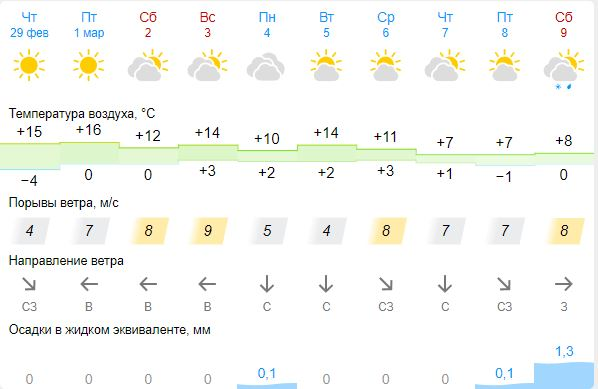 Чт Пт Сб Вс Пн Вт Ср Чт Пт Сб
29 фев 1 мар 2 3 4 5 6 7 8 9
Температура воздуха, °C
+15 +16 +12 +14 +10 +14 +11 +7 +7 +8
−4 0 0 +3 +2 +2 +3 +1 −1 0
Порывы ветра, м/с
4 7 8 9 5 4 8 7 7 8
Направление ветра
СЗ В В В С С СЗ С СЗ З
Осадки в жидком эквиваленте, мм
0 0 0 0 0,1 0 0 0 0,1 1,3